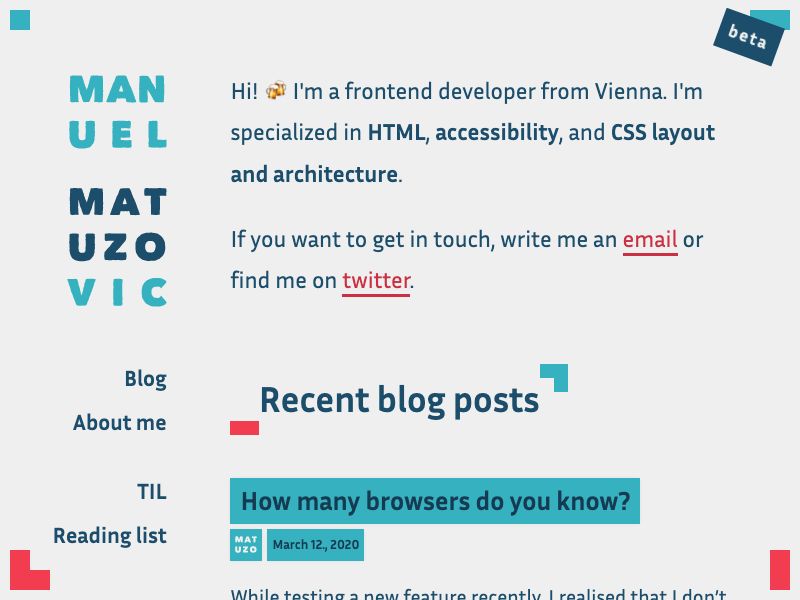 beta
MAN
UEL
MAT
UZO
VIC
Hi! 🍻 I'm a frontend developer from Vienna. I'm
specialized in HTML, accessibility, and CSS layout
and architecture.
If you want to get in touch, write me an email or
find me on twitter.
Blog
About me
TIL
Reading list
Recent blog posts
How many browsers do you know?
MAT
UZO
March 12., 2020
While testing a new feature recently, I realised that I don’t